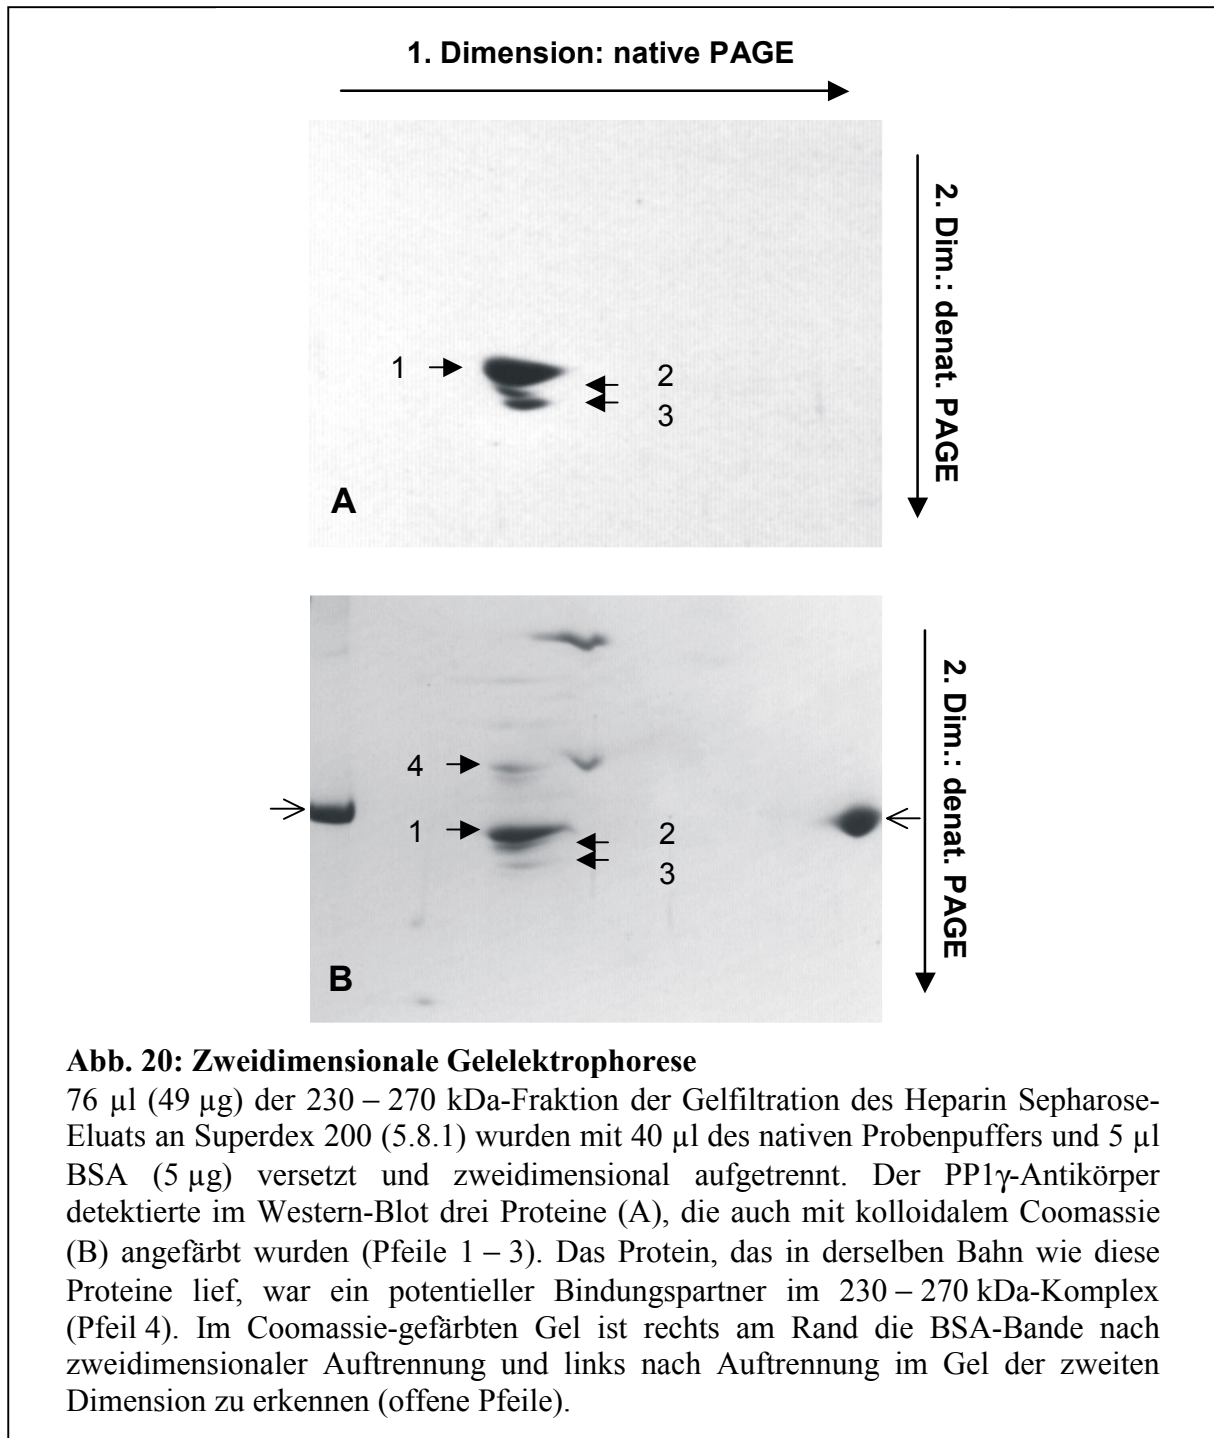 1. Dimension: native PAGE
2. Dim.: denat. PAGE
1
2
3
A
2. Dim.: denat. PAGE
4
1
2
3
B
Abb. 20: Zweidimensionale Gelelektrophorese
76 µl (49 µg) der 230 – 270 kDa-Fraktion der Gelfiltration des Heparin Sepharose-
Eluats an Superdex 200 (5.8.1) wurden mit 40 µl des nativen Probenpuffers und 5 µl
BSA (5 µg) versetzt und zweidimensional aufgetrennt. Der PP1γ-Antikörper
detektierte im Western-Blot drei Proteine (A), die auch mit kolloidalem Coomassie
(B) angefärbt wurden (Pfeile 1 – 3). Das Protein, das in derselben Bahn wie diese
Proteine lief, war ein potentieller Bindungspartner im 230 – 270 kDa-Komplex
(Pfeil 4). Im Coomassie-gefärbten Gel ist rechts am Rand die BSA-Bande nach
zweidimensionaler Auftrennung und links nach Auftrennung im Gel der zweiten
Dimension zu erkennen (offene Pfeile).